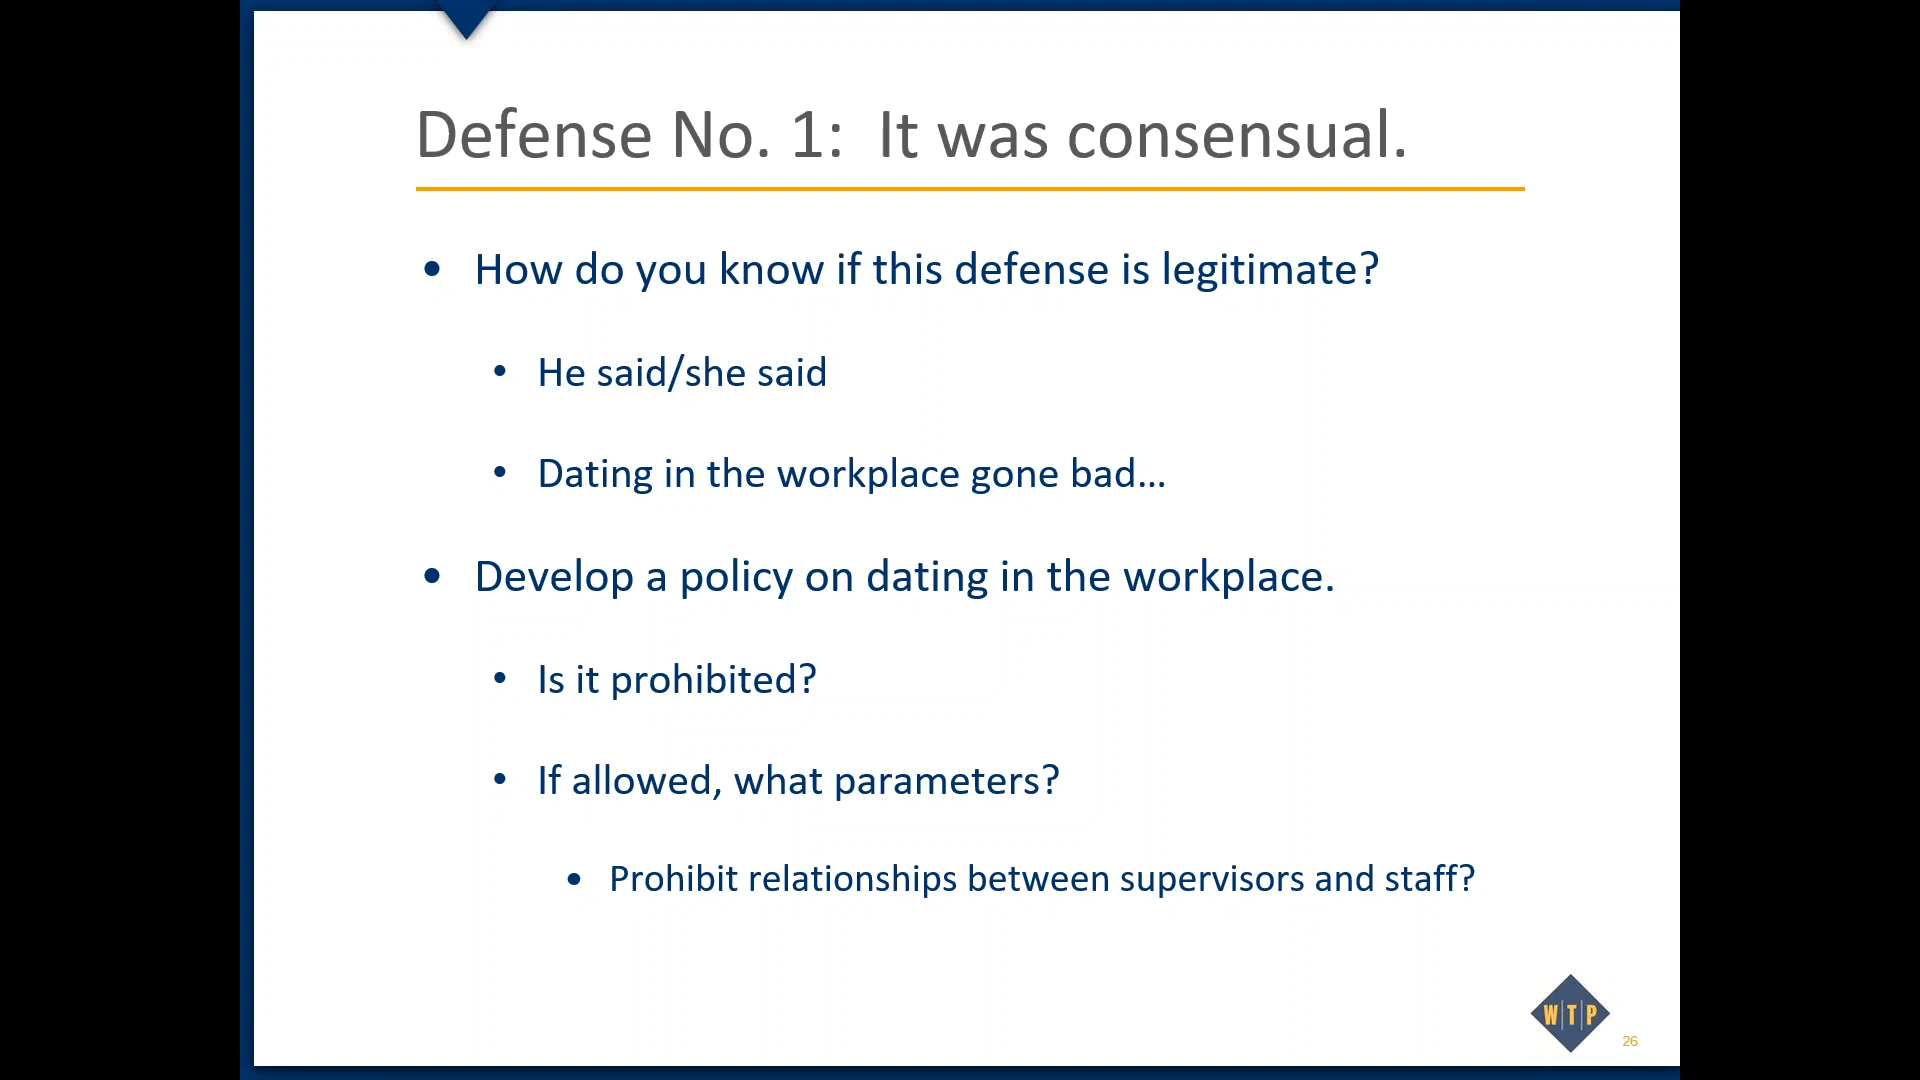 Defense No. 1:  It was consensual.
• How do you know if this defense is legitimate?
• He said/she said
• Dating in the workplace gone bad...
• Develop a policy on dating in the workplace.
• Is it prohibited?
• If allowed, what parameters?
• Prohibit relationships between supervisors and staff?
W|T|P
26